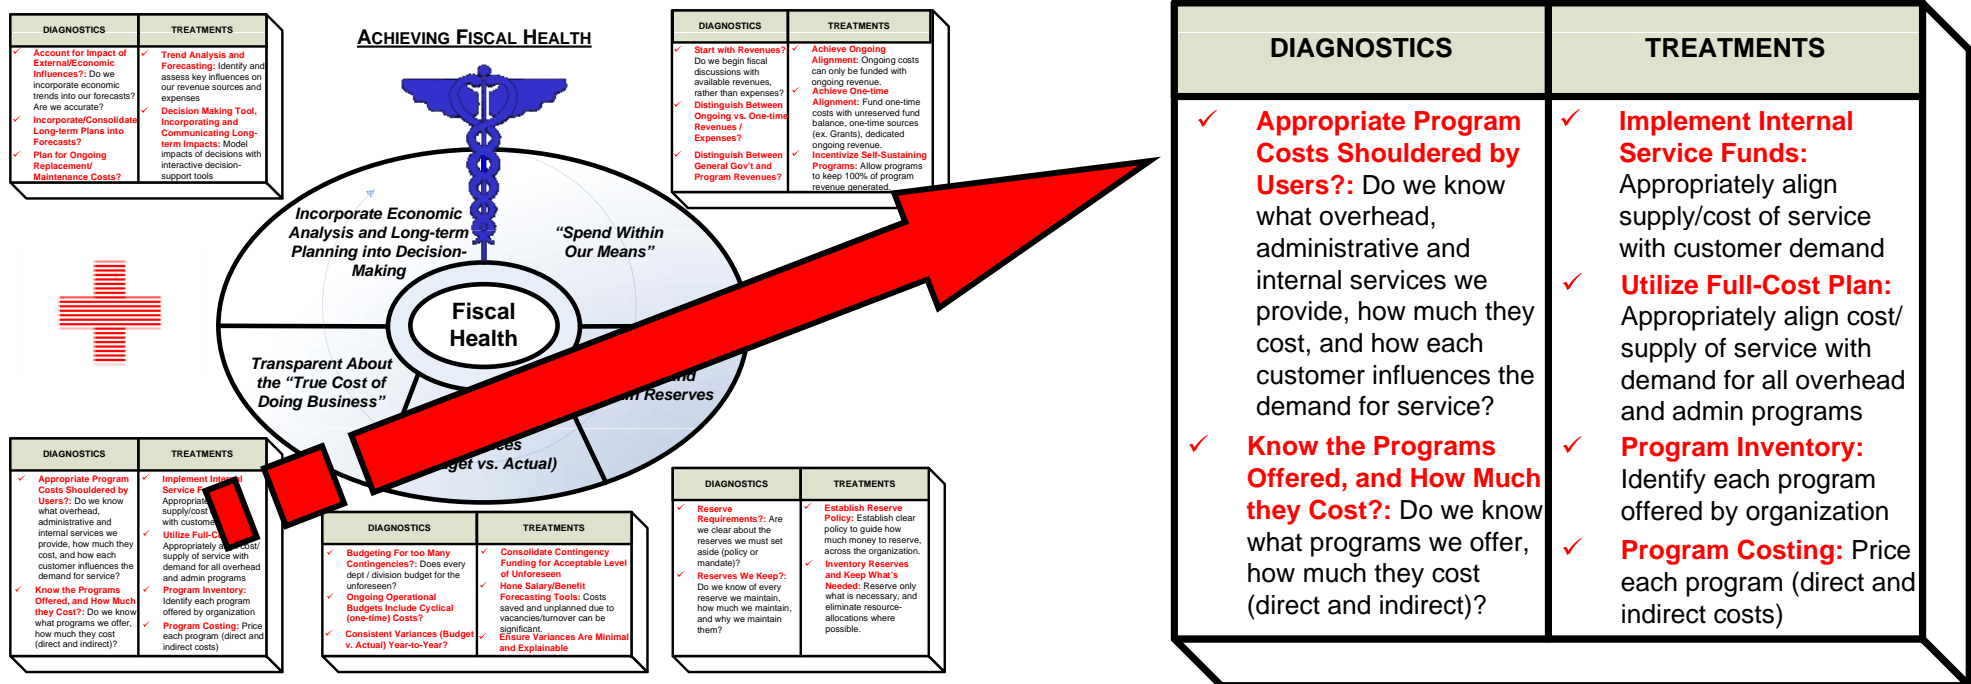 DIAGNOSTICS
TREATMENTS
✓ Account for Impact of
External/Economic
Influences?: Do we
incorporate economic
trends into our forecasts?
Are we accurate?
✓ Incorporate/Consolidate
Long-term Plans into
Forecasts?
✓ Plan for Ongoing
Replacement/
Maintenance Costs?
✓ Trend Analysis and
Forecasting: Identify and
assess key influences on
our revenue sources and
expenses
✓ Decision Making Tool,
Incorporating and
Communicating Long-
term Impacts: Model
impacts of decisions with
interactive decision-
support tools
ACHIEVING FISCAL HEALTH
DIAGNOSTICS
TREATMENTS
✓ Start with Revenues?
Do we begin fiscal
discussions with
available revenues,
rather than expenses?
✓ Distinguish Between
Ongoing vs. One-time
Revenues /
Expenses?
✓ Distinguish Between
General Gov't and
Program Revenues?
✓ Achieve Ongoing
Alignment: Ongoing costs
can only be funded with
ongoing revenue.
✓ Achieve One-time
Alignment: Fund one-time
costs with unreserved fund
balance, one-time sources
(ex. Grants), dedicated
ongoing revenue.
✓ Incentivize Self-Sustaining
Programs: Allow programs
to keep 100% of program
revenue generated.
Incorporate Economic
Analysis and Long-term
Planning into Decision-
Making
“Spend Within
Our Means”
Fiscal
Health
Transparent About
the “True Cost of
Doing Business”
and
Reserves
vs. Actual)
DIAGNOSTICS
TREATMENTS
✓ Appropriate Program
Costs Shouldered by
Users?: Do we know
what overhead,
administrative and
internal services we
provide, how much they
cost, and how each
customer influences the
demand for service?
✓ Know the Programs
Offered, and How Much
they Cost?: Do we know
what programs we offer,
how much they cost
(direct and indirect)?
✓ Implement Internal
Service
supply/cost
with
✓ Utilize
cost/
supply of service with
demand for all overhead
and admin programs
✓ Program Inventory:
Identify each program
offered by organization
✓ Program Costing: Price
each program (direct and
indirect costs)
DIAGNOSTICS
TREATMENTS
✓ Budgeting For too Many
Contingencies?: Does every
dept / division budget for the
unforeseen?
✓ Ongoing Operational
Budgets Include Cyclical
(one-time) Costs?
✓ Consistent Variances (Budget
v. Actual) Year-to-Year?
✓ Consolidate Contingency
Funding for Acceptable Level
of Unforeseen
✓ Hone Salary/Benefit
Forecasting Tools: Costs
saved and unplanned due to
vacancies/turnover can be
significant.
✓ Ensure Variances Are Minimal
and Explainable
DIAGNOSTICS
TREATMENTS
✓ Reserve
Requirements?: Are
we clear about the
reserves we must set
aside (policy or
mandate)?
✓ Reserves We Keep?:
Do we know of every
reserve we maintain,
how much we maintain,
and why we maintain
them?
✓ Establish Reserve
Policy: Establish clear
policy to guide how
much money to reserve,
across the organization.
✓ Inventory Reserves
and Keep What's
Needed: Reserve only
what is necessary, and
eliminate resource-
allocations where
possible.
DIAGNOSTICS
TREATMENTS
✓ Appropriate Program
Costs Shouldered by
Users?: Do we know
what overhead,
administrative and
internal services we
provide, how much they
cost, and how each
customer influences the
demand for service?
✓ Know the Programs
Offered, and How Much
they Cost?: Do we know
what programs we offer,
how much they cost
(direct and indirect)?
✓ Implement Internal
Service Funds:
Appropriately align
supply/cost of service
with customer demand
✓ Utilize Full-Cost Plan:
Appropriately align cost/
supply of service with
demand for all overhead
and admin programs
✓ Program Inventory:
Identify each program
offered by organization
✓ Program Costing: Price
each program (direct and
indirect costs)